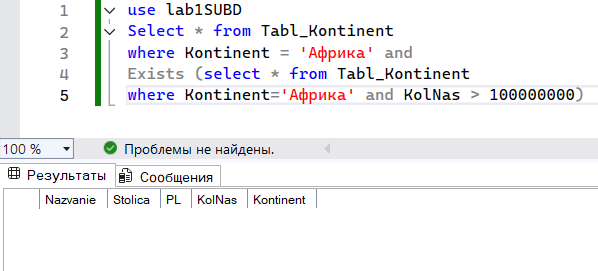 1 use lab1SUBD
2 Select * from Tabl_Kontinent
3 where Kontinent = 'Африка' and
4 Exists (select * from Tabl_Kontinent
5 where Kontinent='Африка' and KolNas > 100000000)
100 % Проблемы не найдены.
Результаты Сообщения
Nazvanie Stolica PL KolNas Kontinent